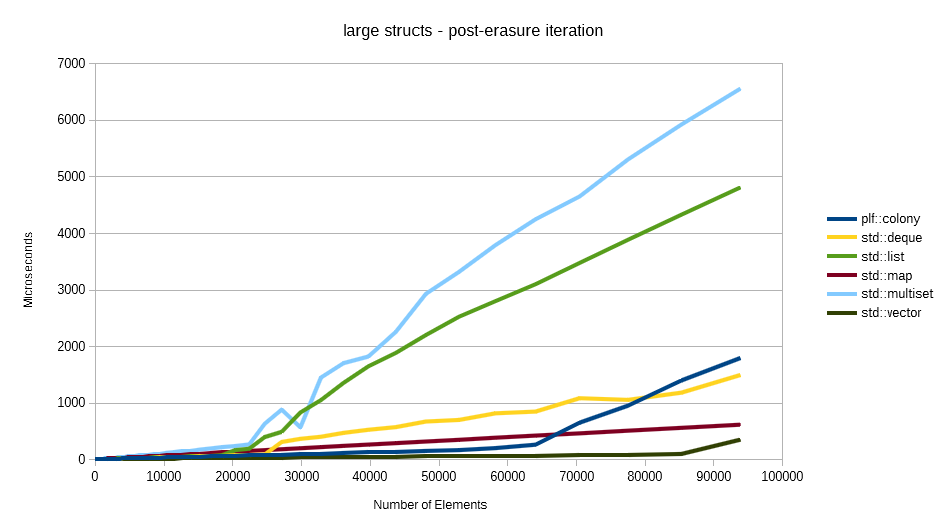 large structs - post-erasure iteration
7000
6000
5000
4000
3000
2000
1000
0
Microseconds
0 10000 20000 30000 40000 50000 60000 70000 80000 90000 100000
Number of Elements
plf::colony
std::deque
std::list
std::map
std::multiset
std::vector